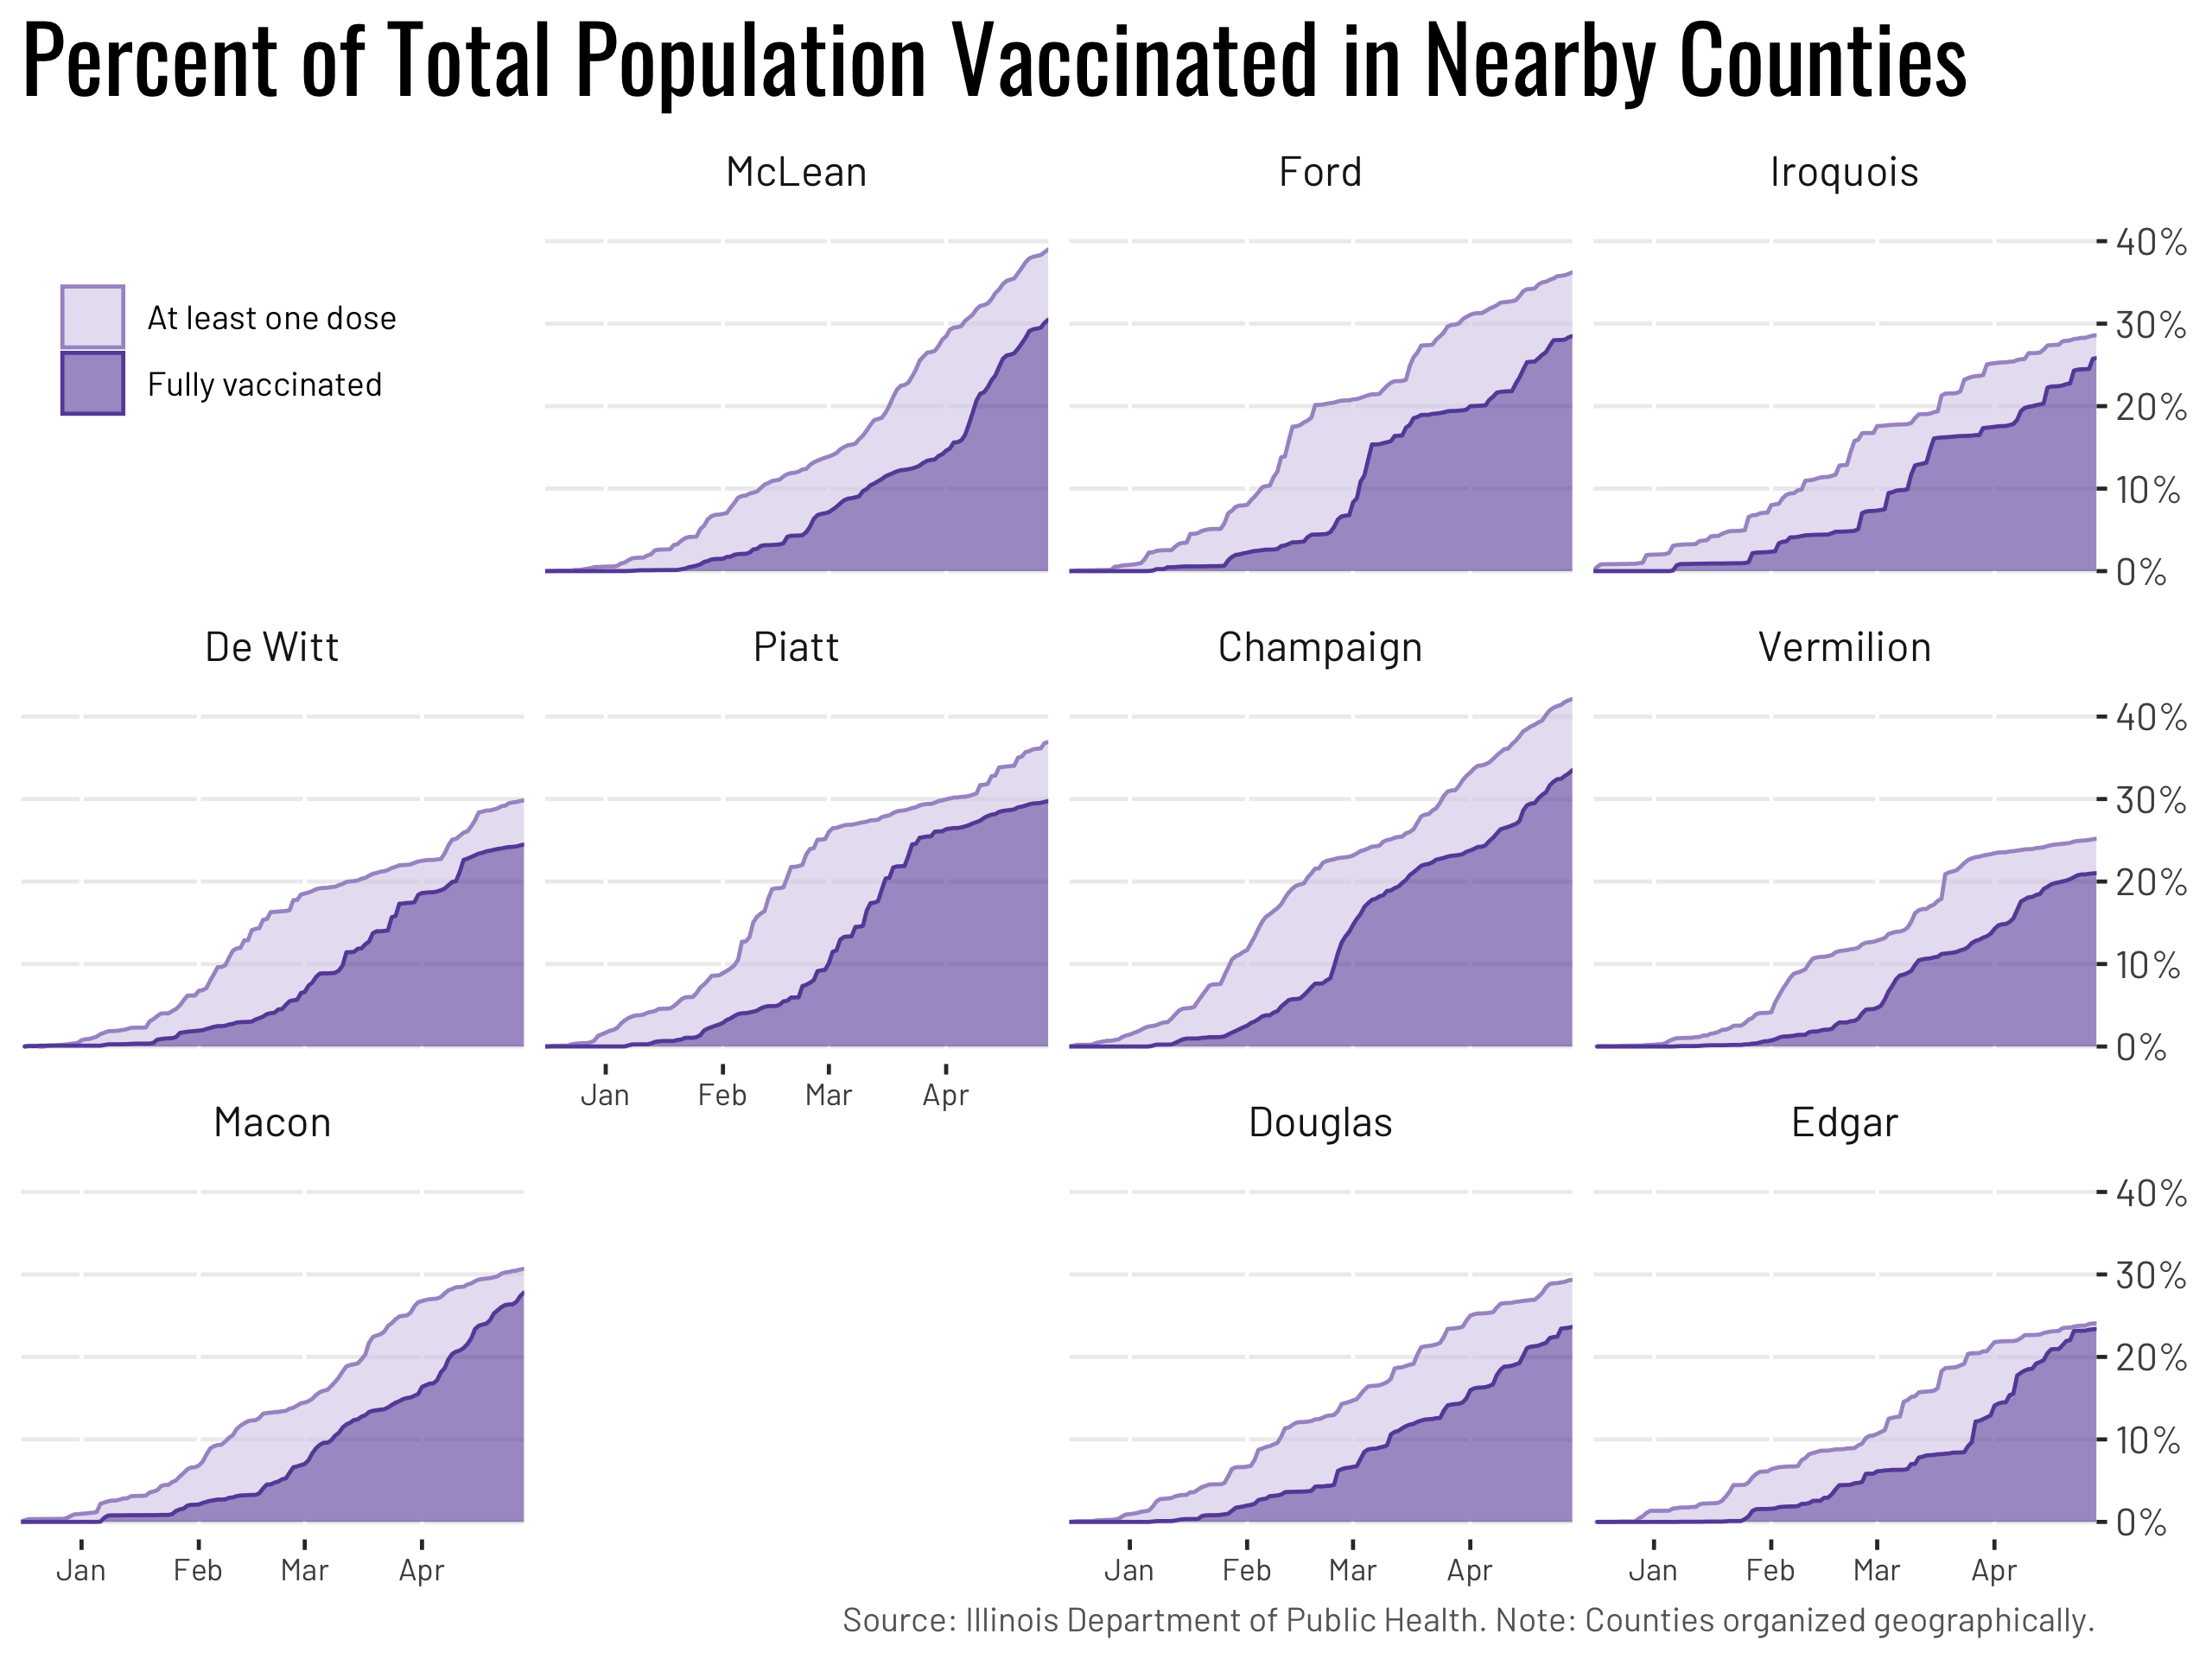 Percent of Total Population Vaccinated in Nearby Counties
McLean
Ford
Iroquois
At least one dose
Fully vaccinated
40%
30%
20%
10%
0%
De Witt
Piatt
Champaign
Vermilion
40%
30%
20%
10%
0%
Jan Feb Mar Apr
Macon
Douglas
Edgar
40%
30%
20%
10%
0%
Jan Feb Mar Apr
Jan Feb Mar Apr
Jan Feb Mar Apr
Source: Illinois Department of Public Health. Note: Counties organized geographically.